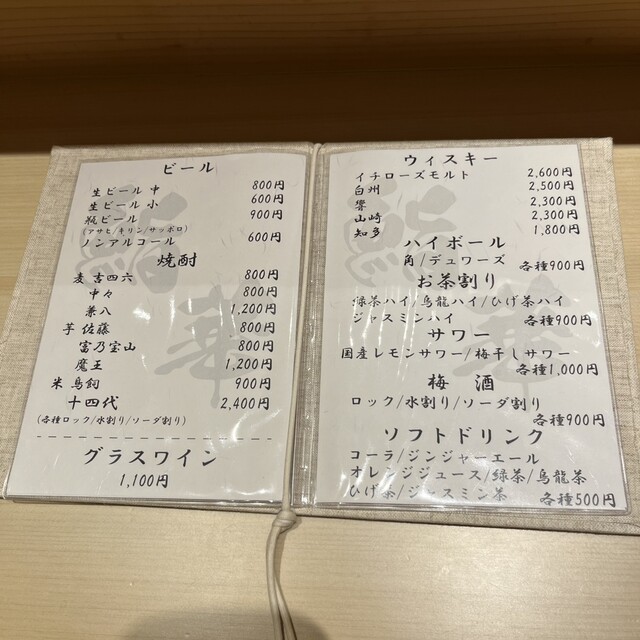 ビール
生ビール 中 800円
生ビール 小 600円
瓶ビール 900円
(アサヒ/キリン/サッポロ)
ノンアルコール 600円
焼酎
麦 吉四六 800円
中々 800円
兼八 1,200円
芋 佐藤 800円
富乃宝山 800円
魔王 1,200円
米 鳥飼 900円
十四代 2,400円
(各種ロック/水割り/ソーダ割り)
グラスワイン
1,100円
ウィスキー
イチローズモルト 2,600円
白州 2,500円
響 2,300円
山崎 2,300円
知多 1,800円
ハイボール
角/デュワーズ 各種900円
お茶割り
緑茶ハイ/烏龍ハイ/ひげ茶ハイ
ジャスミンハイ 各種900円
サワー
国産レモンサワー/梅干しサワー
各種1,000円
梅 酒
ロック/水割り/ソーダ割り
各種900円
ソフトドリンク
コーラ/ジンジャーエール
オレンジジュース/緑茶/烏龍茶
ひげ茶/ジャスミン茶 各種500円